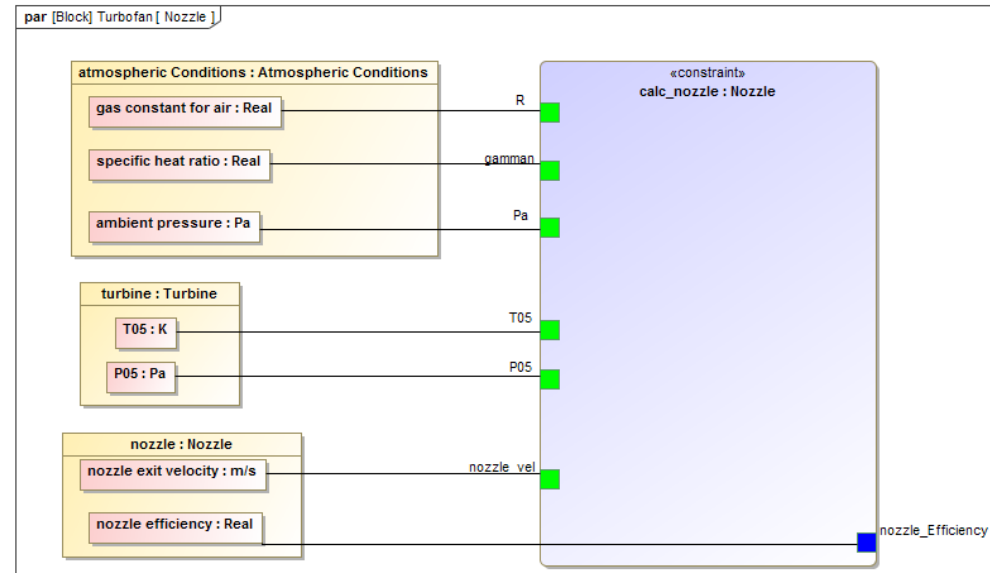 par [Block] Turbofan [ Nozzle ]
atmospheric Conditions : Atmospheric Conditions
gas constant for air : Real
specific heat ratio : Real
ambient pressure : Pa
turbine : Turbine
T05 : K
P05 : Pa
nozzle : Nozzle
nozzle exit velocity : m/s
nozzle efficiency : Real
R
gamman
Pa
T05
P05
nozzle_vel
«constraint»
calc_nozzle : Nozzle
nozzle_Efficiency